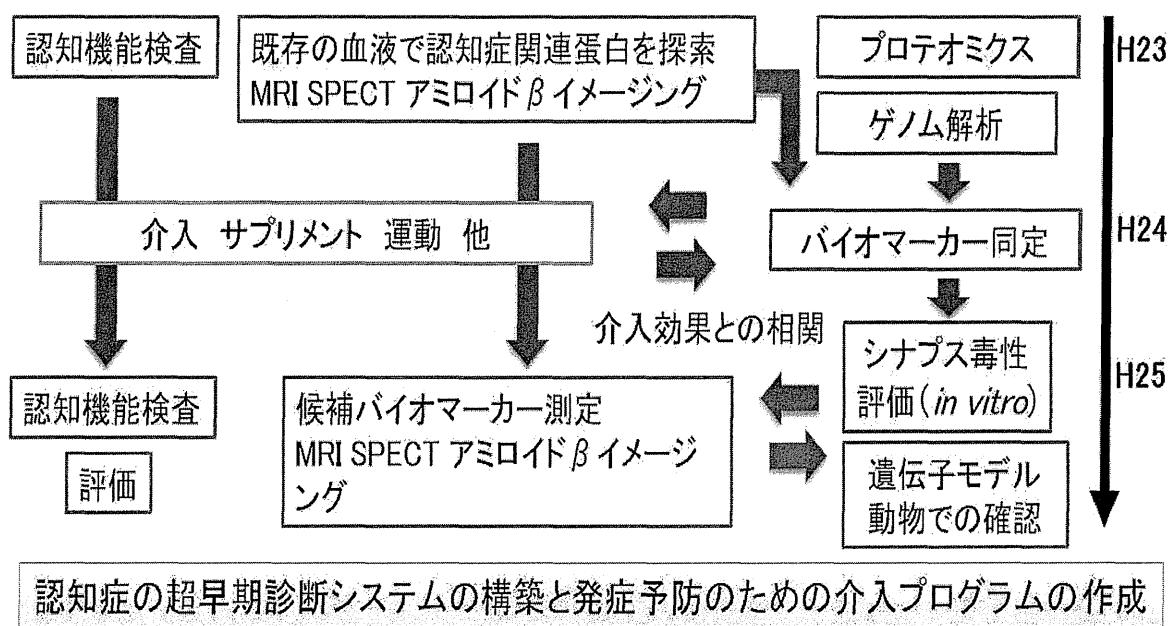 認知機能検査
既存の血液で認知症関連蛋白を探索
MRI SPECT アミロイドβイメージング
プロテオミクス
H23
ゲノム解析
介入 サプリメント 運動 他
バイオマーカー同定
H24
介入効果との相関
シナプス毒性
評価(in vitro)
H25
認知機能検査
候補バイオマーカー測定
MRI SPECT アミロイドβイメージ
ング
評価
遺伝子モデル
動物での確認
認知症の超早期診断システムの構築と発症予防のための介入プログラムの作成